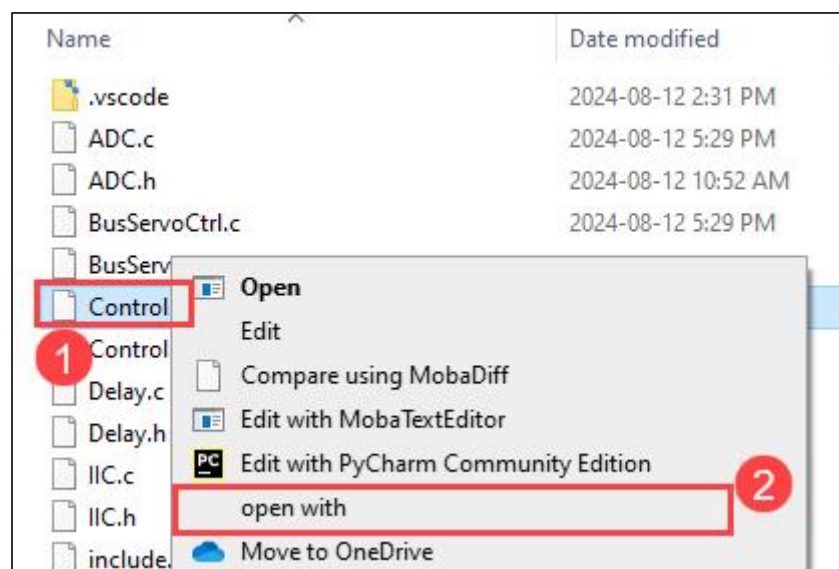 Name Date modified
.vscode 2024-08-12 2:31 PM
ADC.c 2024-08-12 5:29 PM
ADC.h 2024-08-12 10:52 AM
BusServoCtrl.c 2024-08-12 5:29 PM
BusServ
Control
Control
Delay.c
Delay.h
IIC.c
IIC.h
include.
1
Open
Edit
Compare using MobaDiff
Edit with MobaTextEditor
PC Edit with PyCharm Community Edition
open with
2
Move to OneDrive